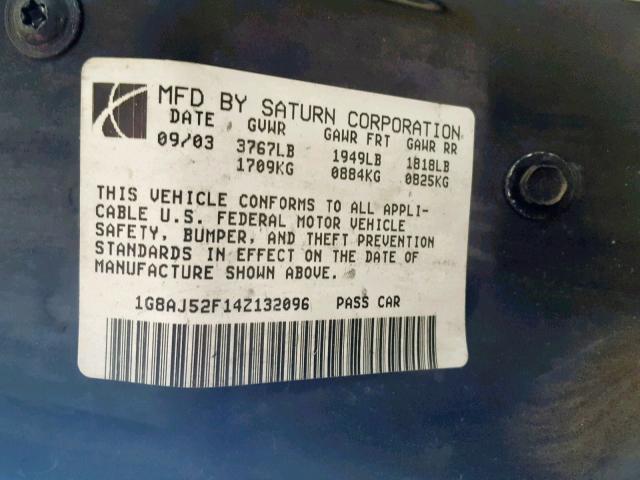 MFD BY SATURN CORPORATION
DATE GVWR GAWR FRT GAWR RR
09/03 3767LB 1949LB 1818LB
1709KG 0884KG 0825KG
THIS VEHICLE CONFORMS TO ALL APPLI-
CABLE U.S. FEDERAL MOTOR VEHICLE
SAFETY, BUMPER, AND THEFT PREVENTION
STANDARDS IN EFFECT ON THE DATE OF
MANUFACTURE SHOWN ABOVE.
1G8AJ52F14Z132096 PASS CAR